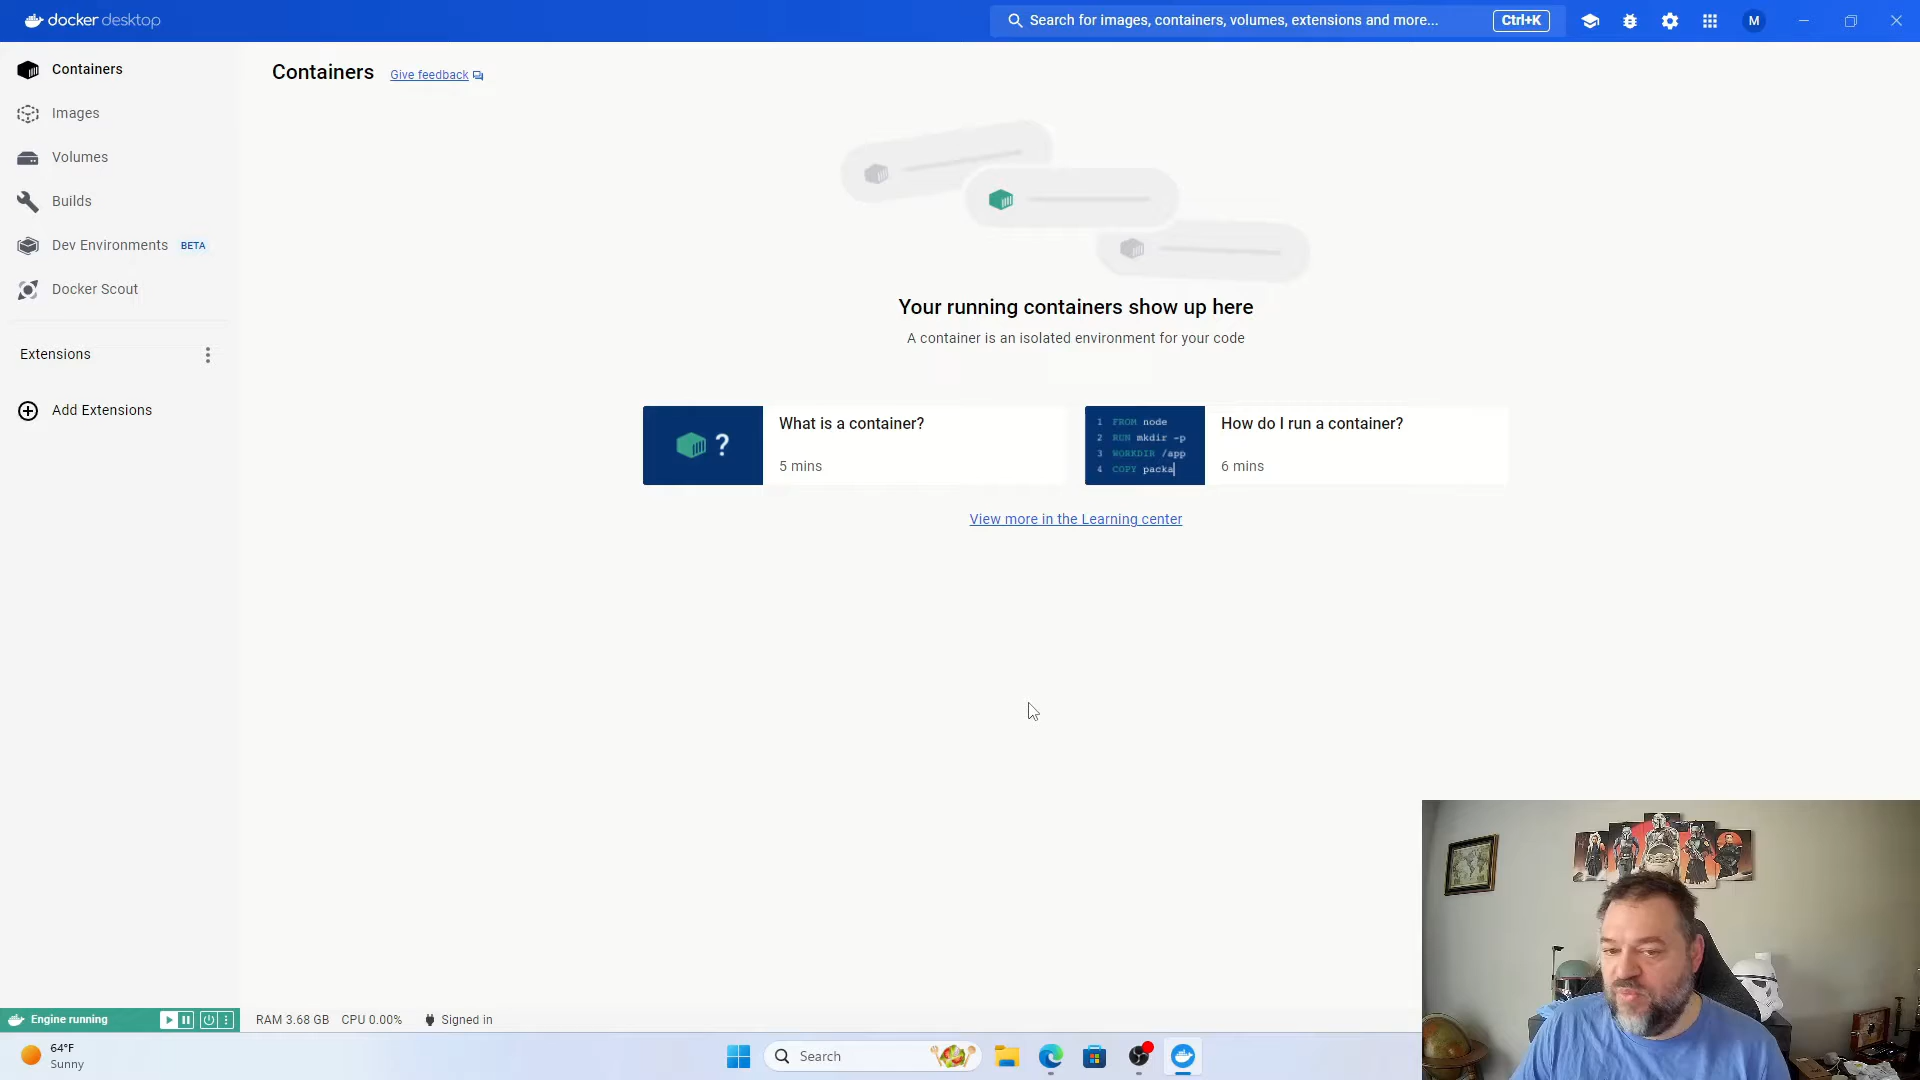 docker desktop
Search for images, containers, volumes, extensions and more...
Ctrl+K
M
Containers
Images
Volumes
Builds
Dev Environments BETA
Docker Scout
Extensions
Add Extensions
Containers Give feedback
Your running containers show up here
A container is an isolated environment for your code
?
What is a container?
5 mins
1 FROM node
2 RUN mkdir -p
3 WORKDIR /app
4 COPY packa
How do I run a container?
6 mins
View more in the Learning center
Engine running
RAM 3.68 GB CPU 0.00% Signed in
64°F
Sunny
Search